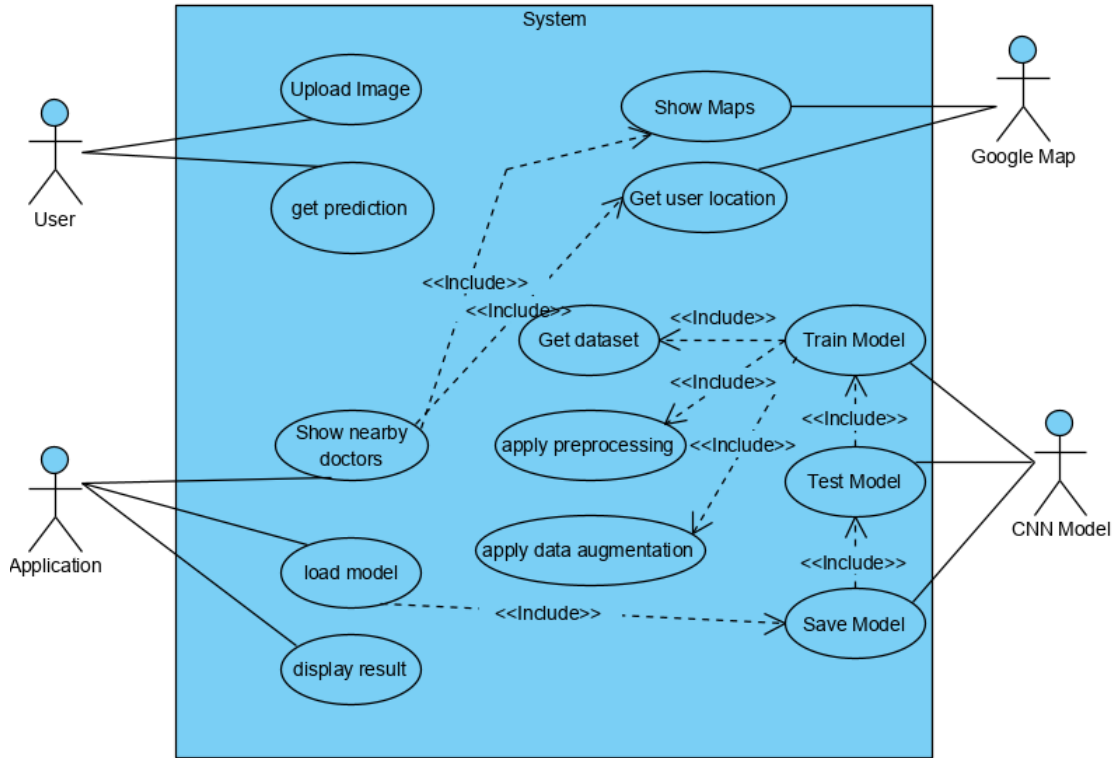 System
Upload Image
Show Maps
Google Map
User
get prediction
Get user location
<<Include>>
<<Include>>
Get dataset
<<Include>>
Train Model
<<Include>>
<<Include>>
Show nearby
doctors
apply preprocessing
<<Include>>
Test Model
CNN Model
Application
apply data augmentation
<<Include>>
load model
<<Include>>
Save Model
display result